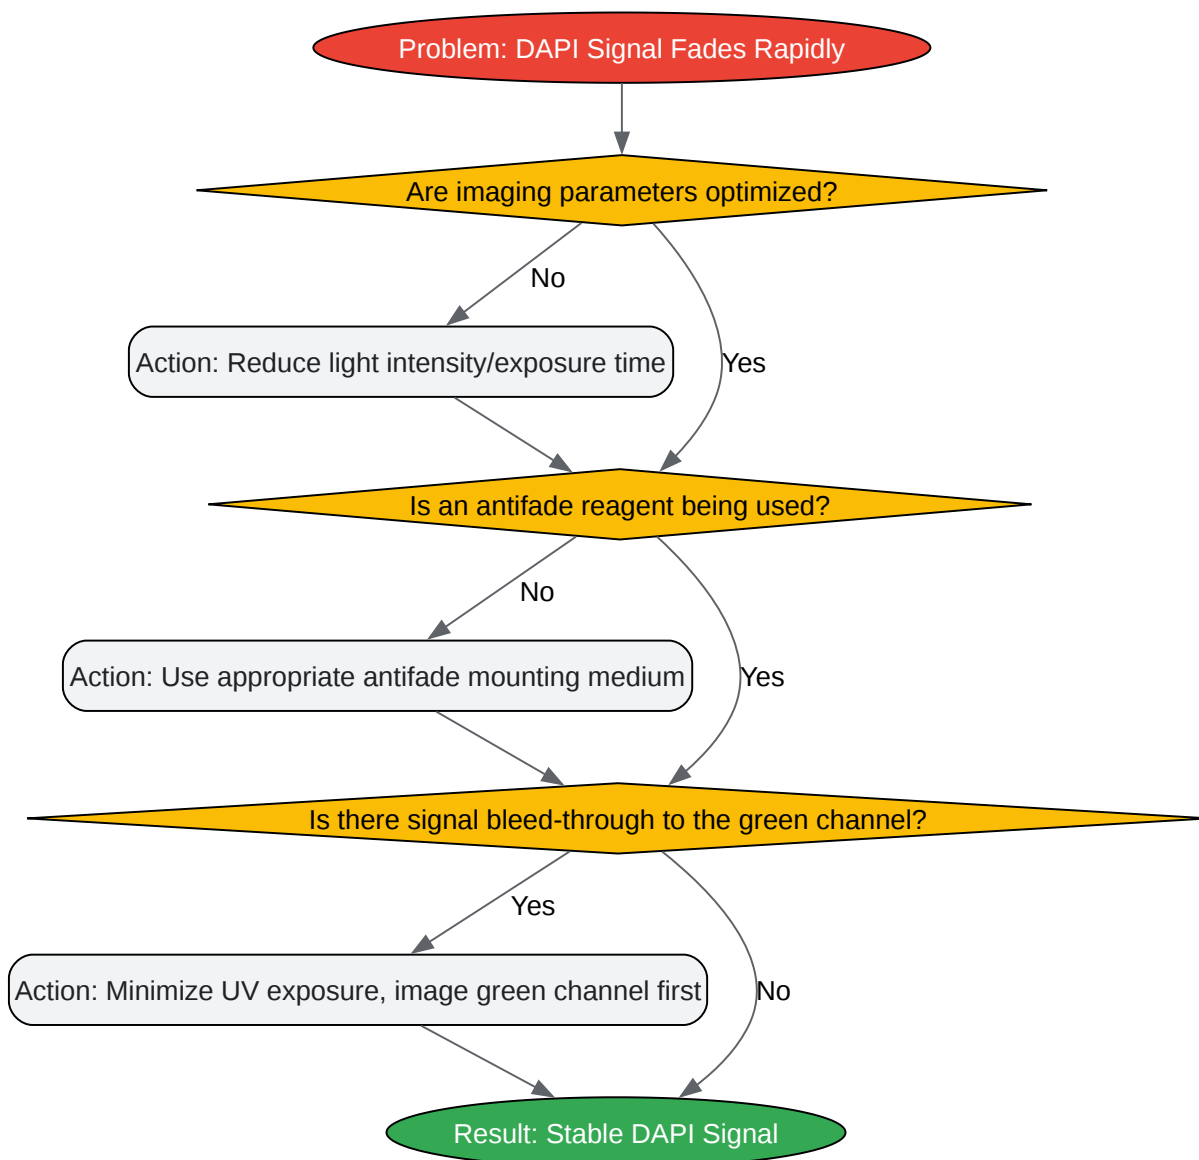 Problem: DAPI Signal Fades Rapidly
Are imaging parameters optimized?
No
Action: Reduce light intensity/exposure time
Yes
Is an antifade reagent being used?
No
Action: Use appropriate antifade mounting medium
Yes
Is there signal bleed-through to the green channel?
Yes
Action: Minimize UV exposure, image green channel first
No
Result: Stable DAPI Signal